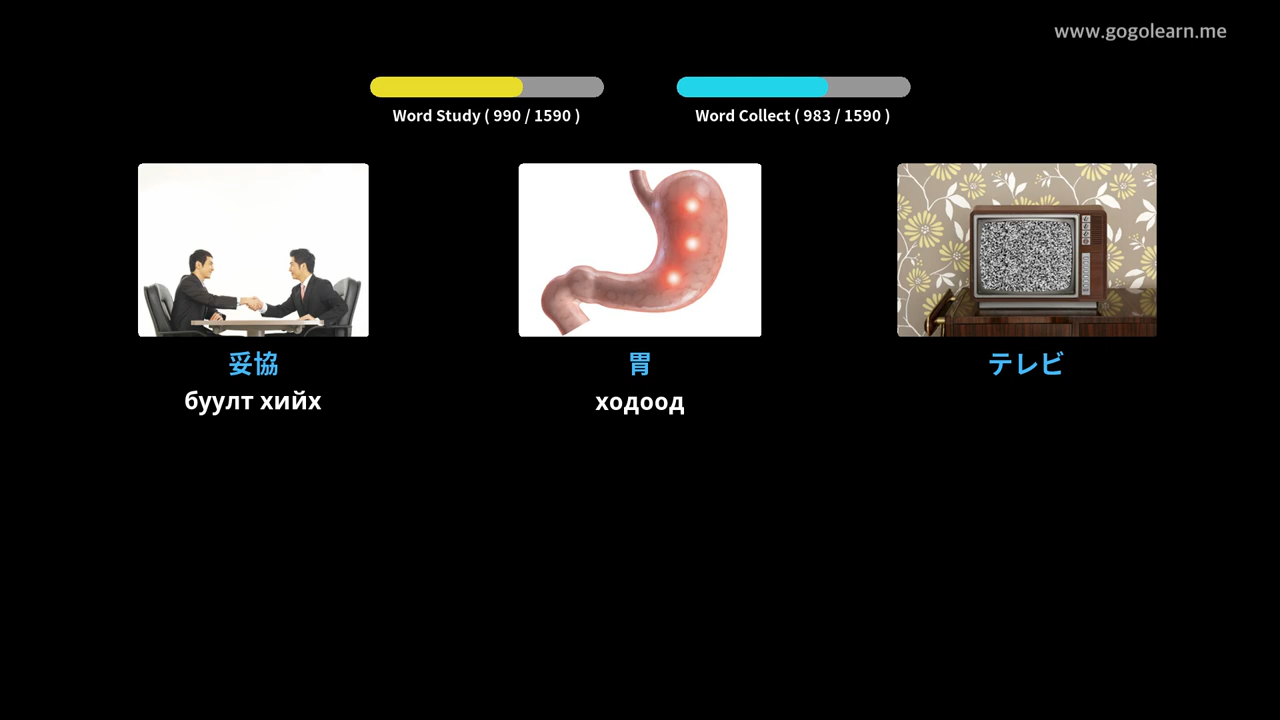 www.gogolearn.me
Word Study ( 990 / 1590 )
Word Collect ( 983 / 1590 )
妥協
胃
テレビ
буулт хийх
ходоод